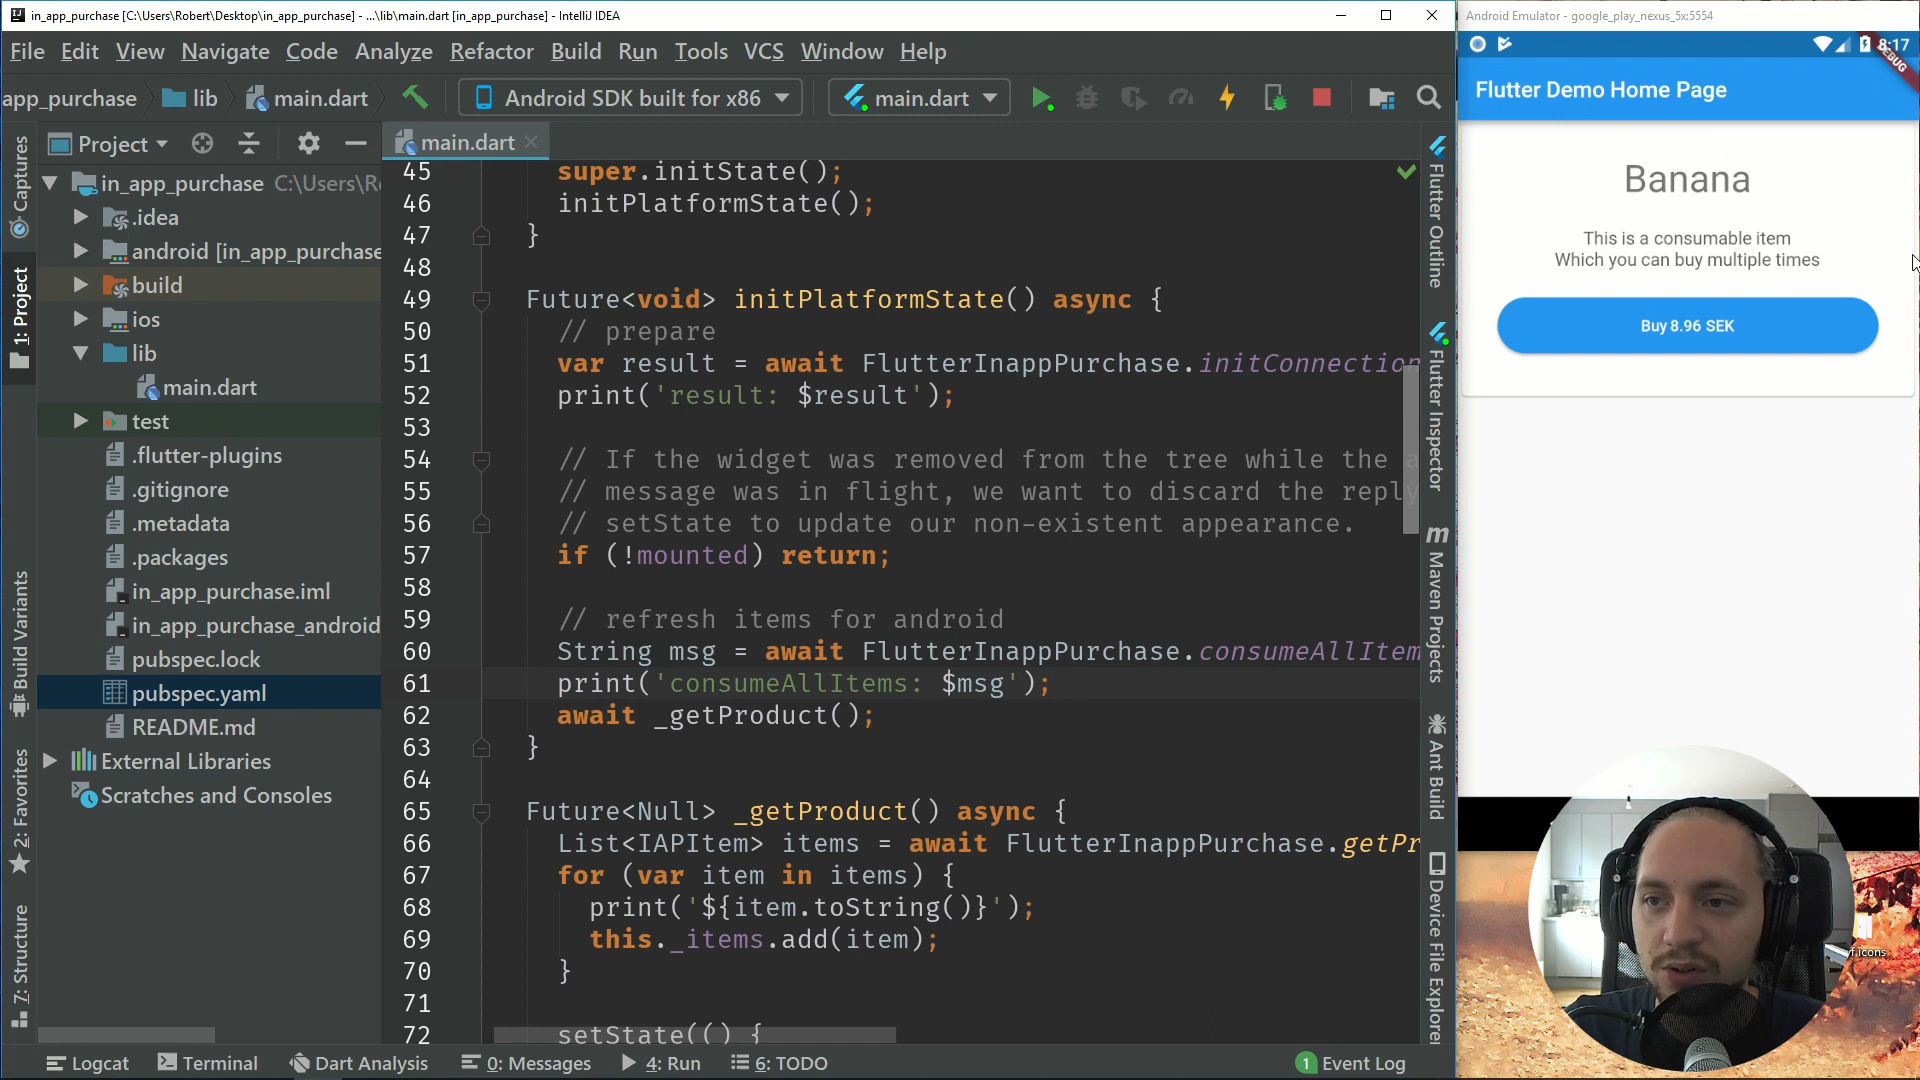 in_app_purchase [C:\Users\Robert\Desktop\in_app_purchase] - ...\lib\main.dart [in_app_purchase] - IntelliJ IDEA
File Edit View Navigate Code Analyze Refactor Build Run Tools VCS Window Help
app_purchase lib main.dart Android SDK built for x86 main.dart
Project
main.dart
in_app_purchase C:\Users\R
.idea
android [in_app_purchase
build
ios
lib
main.dart
test
.flutter-plugins
.gitignore
.metadata
.packages
in_app_purchase.iml
in_app_purchase_android
pubspec.lock
pubspec.yaml
README.md
External Libraries
Scratches and Consoles
Captures
1: Project
Build Variants
2: Favorites
7: Structure
45 super.initState();
46 initPlatformState();
47 }
48
49 Future<void> initPlatformState() async {
50 // prepare
51 var result = await FlutterInappPurchase.initConnection
52 print('result: $result');
53
54 // If the widget was removed from the tree while the a
55 // message was in flight, we want to discard the reply
56 // setState to update our non-existent appearance.
57 if (!mounted) return;
58
59 // refresh items for android
60 String msg = await FlutterInappPurchase.consumeAllItem
61 print('consumeAllItems: $msg');
62 await _getProduct();
63 }
64
65 Future<Null> _getProduct() async {
66 List<IAPItem> items = await FlutterInappPurchase.getPr
67 for (var item in items) {
68 print('${item.toString()}');
69 this._items.add(item);
70 }
71
72 setState(() {
Flutter Outline
Flutter Inspector
Maven Projects
Ant Build
Device File Explorer
Logcat Terminal Dart Analysis 0: Messages 4: Run 6: TODO 1 Event Log
Android Emulator - google_play_nexus_5x:5554
8:17
DEBUG
Flutter Demo Home Page
Banana
This is a consumable item
Which you can buy multiple times
Buy 8.96 SEK
icons